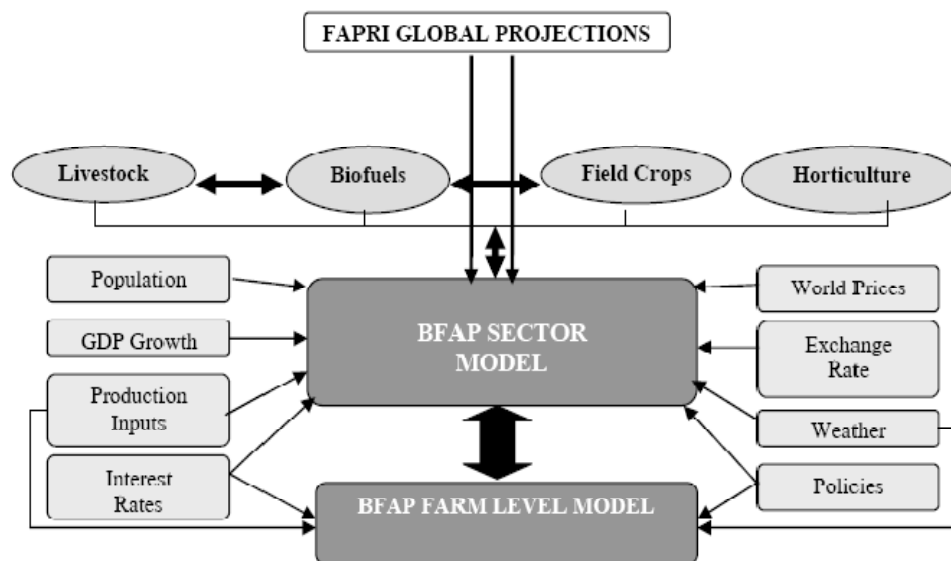 FAPRI GLOBAL PROJECTIONS
Livestock
Biofuels
Field Crops
Horticulture
Population
World Prices
BFAP SECTOR
MODEL
GDP Growth
Exchange
Rate
Production
Inputs
Weather
Interest
Rates
Policies
BFAP FARM LEVEL MODEL